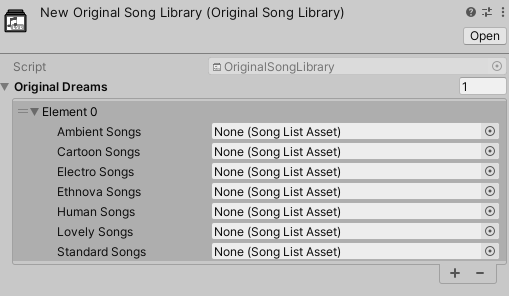 New Original Song Library (Original Song Library)
Open
Script OriginalSongLibrary
Original Dreams 1
Element 0
Ambient Songs None (Song List Asset)
Cartoon Songs None (Song List Asset)
Electro Songs None (Song List Asset)
Ethnova Songs None (Song List Asset)
Human Songs None (Song List Asset)
Lovely Songs None (Song List Asset)
Standard Songs None (Song List Asset)
+ −